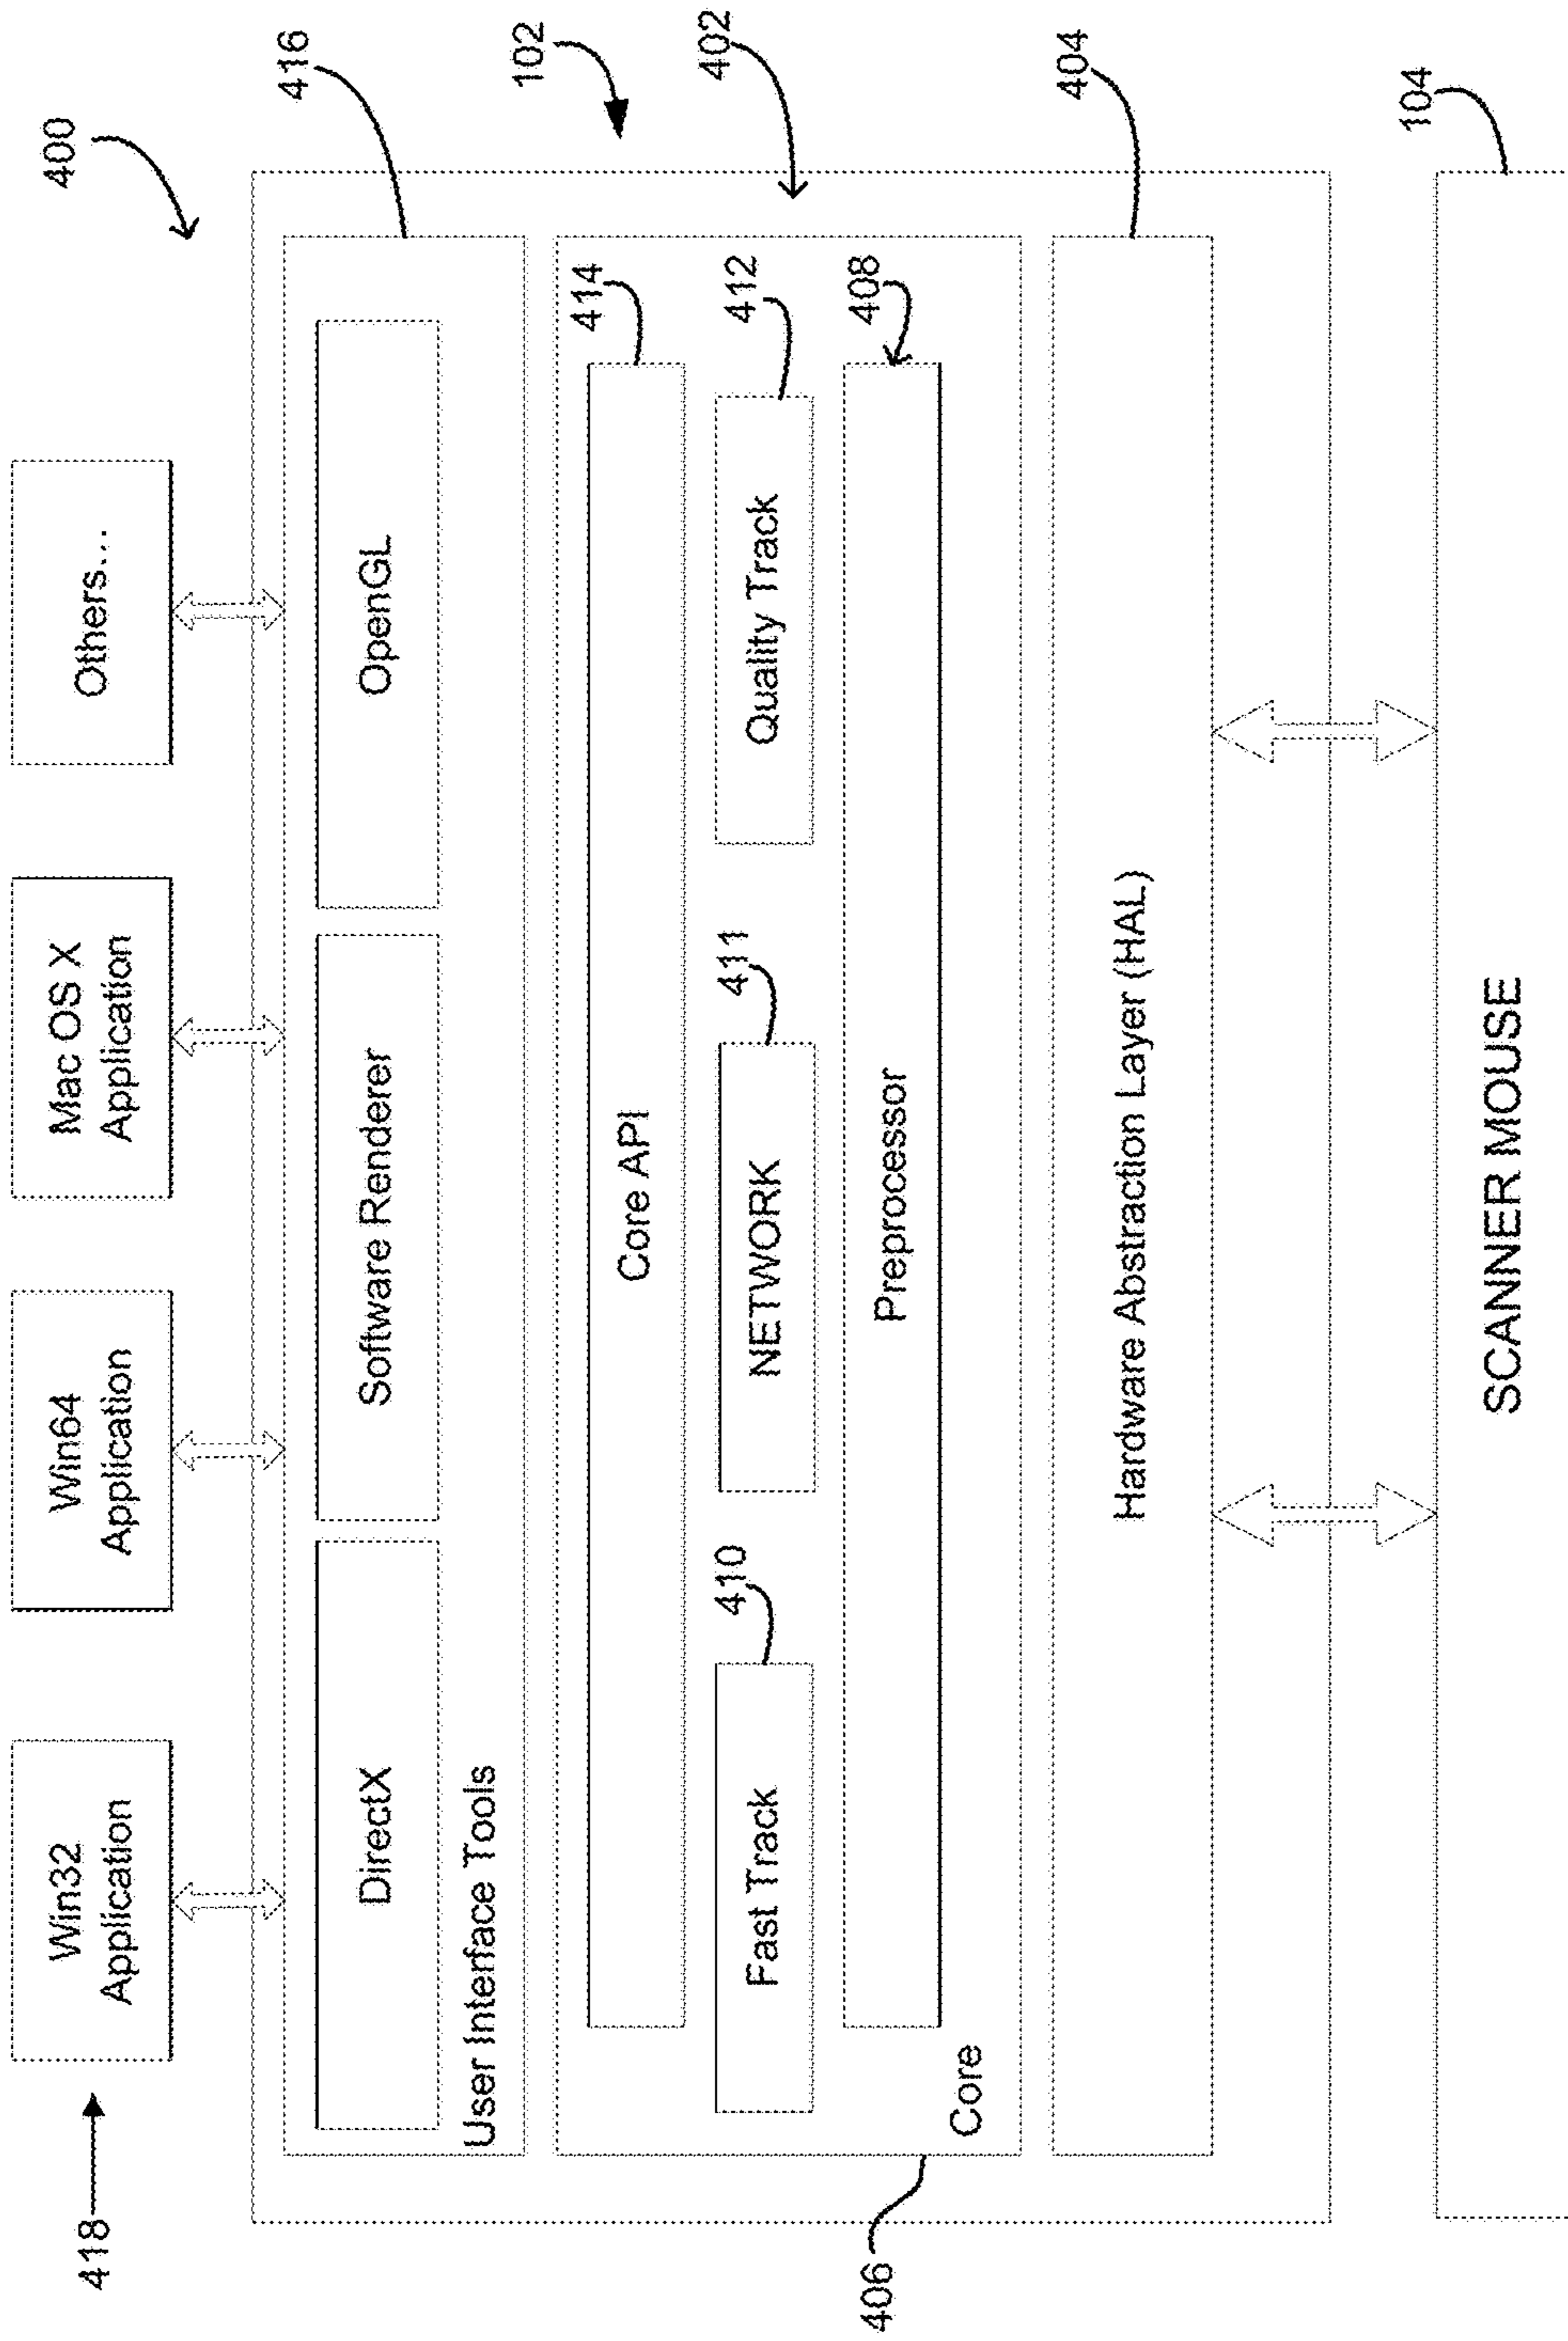 400
418
Win32
Application
Win64
Application
Mac OS X
Application
Others...
416
DirectX
Software Renderer
OpenGL
User Interface Tools
102
402
414
Core API
410
411
412
Fast Track
NETWORK
Quality Track
408
Preprocessor
Core
406
404
Hardware Abstraction Layer (HAL)
104
SCANNER MOUSE